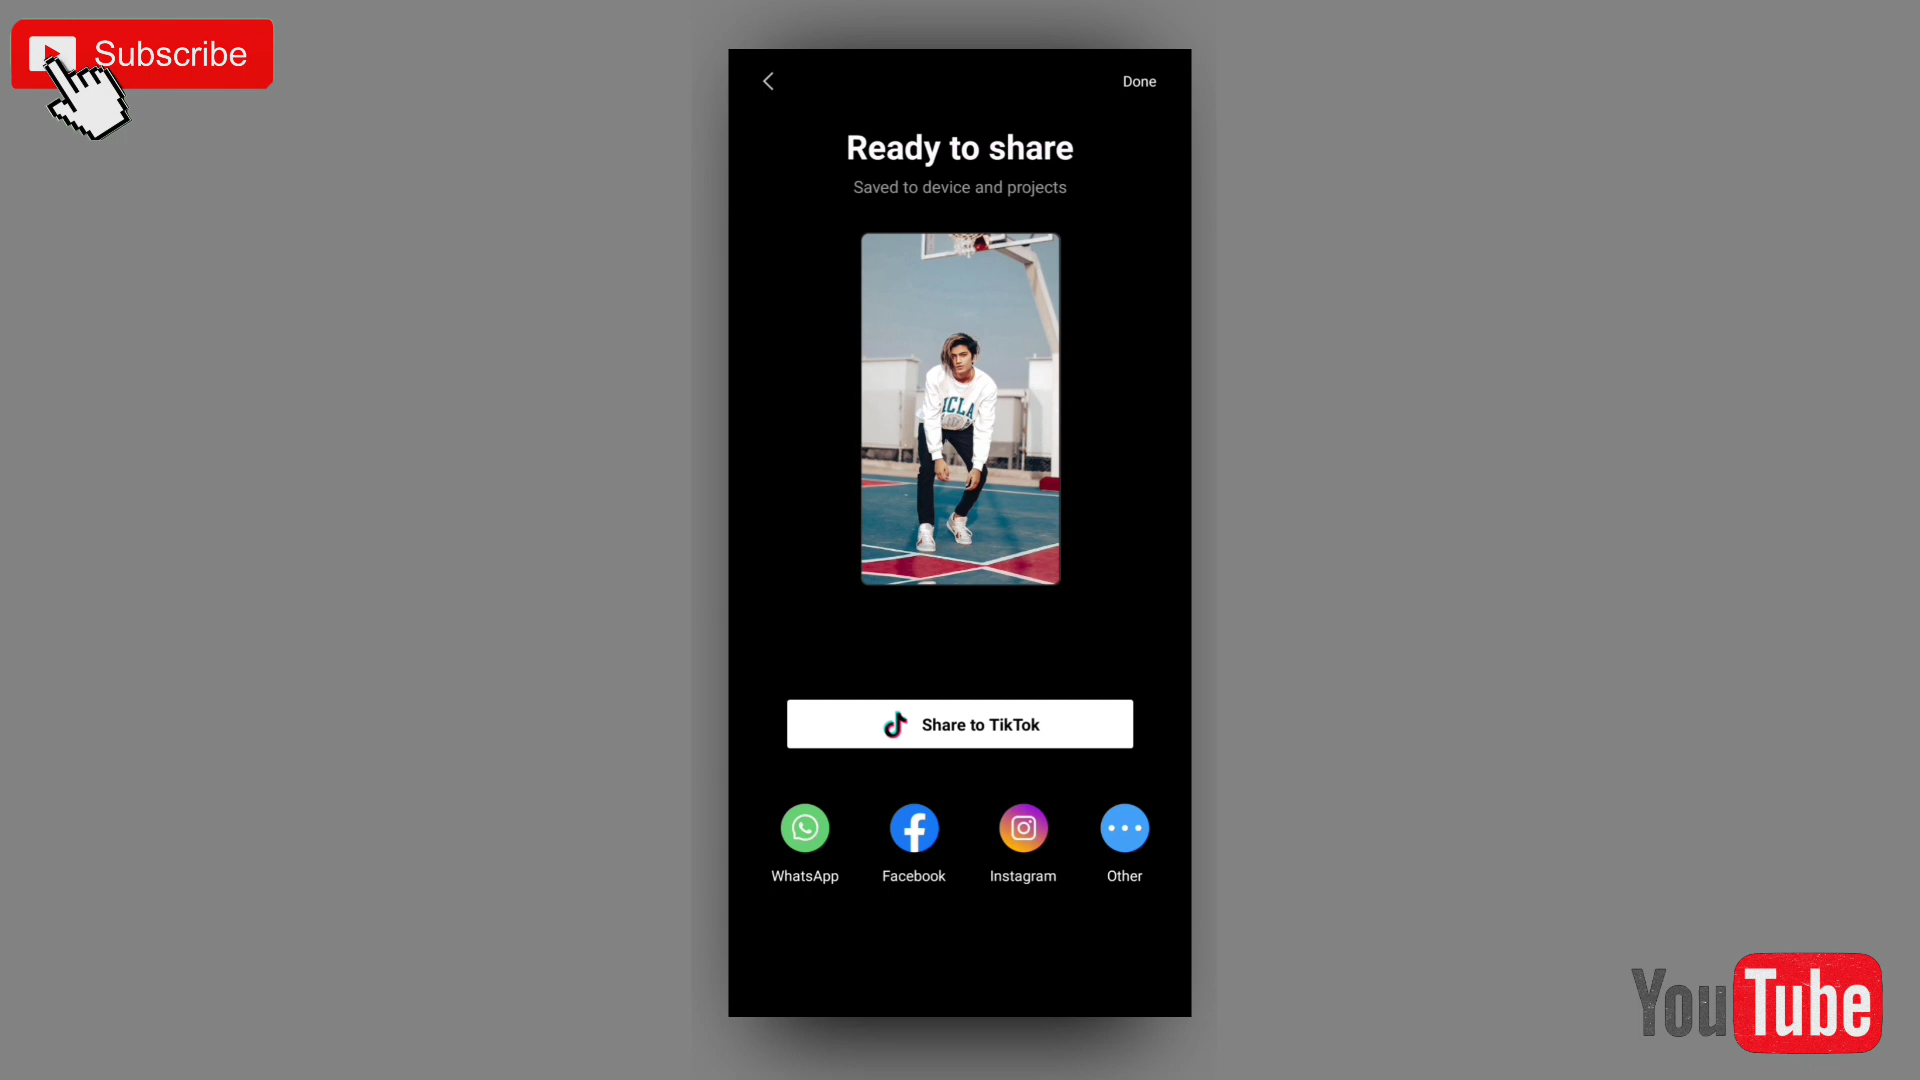 Subscribe
Done
Ready to share
Saved to device and projects
UCLA
Share to TikTok
WhatsApp
Facebook
Instagram
Other
YouTube